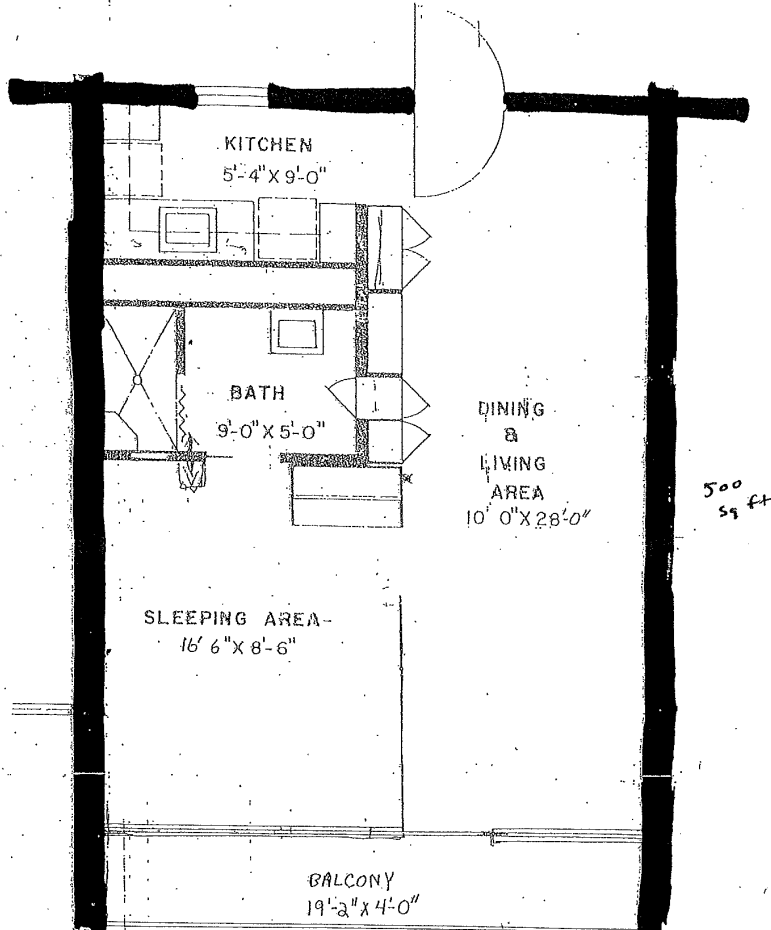 KITCHEN
5'-4" X 9'-0"
BATH
9'-0" X 5'-0"
DINING
&
LIVING
AREA
10' 0" X 28'-0"
500
sq ft
SLEEPING AREA
16' 6" X 8'-6"
BALCONY
19'-2" X 4'-0"